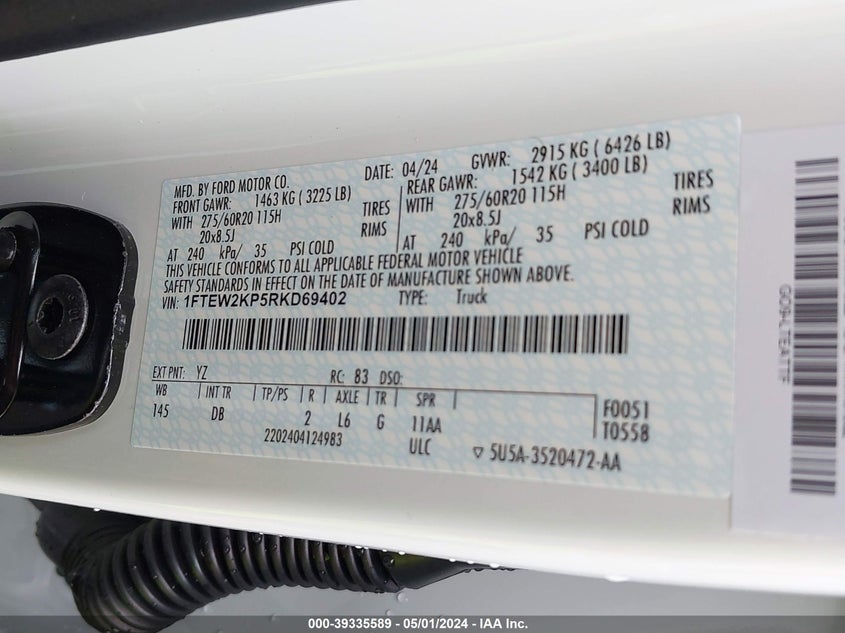 MFD. BY FORD MOTOR CO.
DATE: 04/24 GVWR: 2915 KG ( 6426 LB)
FRONT GAWR: 1463 KG ( 3225 LB)
WITH 275/60R20 115H TIRES
20x8.5J RIMS
AT 240 kPa/ 35 PSI COLD
REAR GAWR: 1542 KG ( 3400 LB)
WITH 275/60R20 115H TIRES
20x8.5J RIMS
AT 240 kPa/ 35 PSI COLD
THIS VEHICLE CONFORMS TO ALL APPLICABLE FEDERAL MOTOR VEHICLE
SAFETY STANDARDS IN EFFECT ON THE DATE OF MANUFACTURE SHOWN ABOVE.
VIN: 1FTEW2KP5RKD69402 TYPE: Truck
EXT PNT: YZ RC: 83 DSO:
WB INT TR TP/PS R AXLE TR SPR
145 DB 2 L6 G 11AA
ULC
F0051
T0558
2202404124983
5U5A-3520472-AA
000-39335589 - 05/01/2024 - IAA Inc.